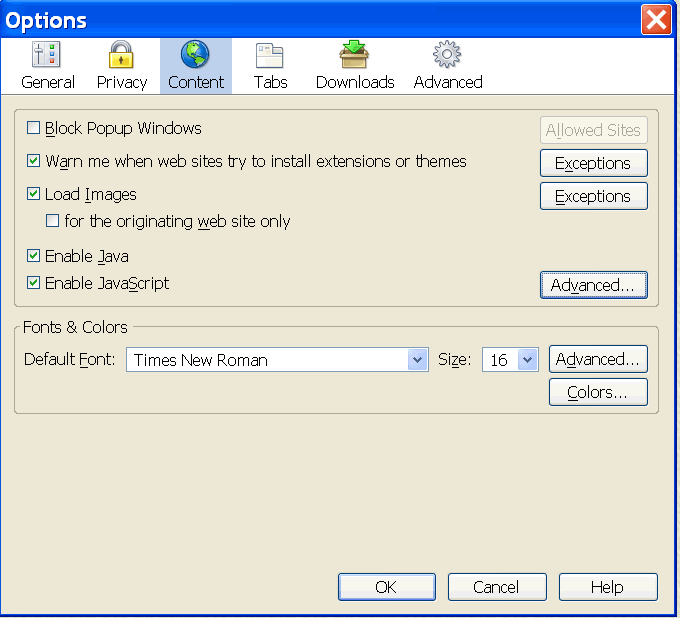 Options
General Privacy Content Tabs Downloads Advanced
Block Popup Windows Allowed Sites
Warn me when web sites try to install extensions or themes Exceptions
Load Images Exceptions
for the originating web site only
Enable Java
Enable JavaScript Advanced...
Fonts & Colors
Default Font: Times New Roman Size: 16 Advanced...
Colors...
OK Cancel Help